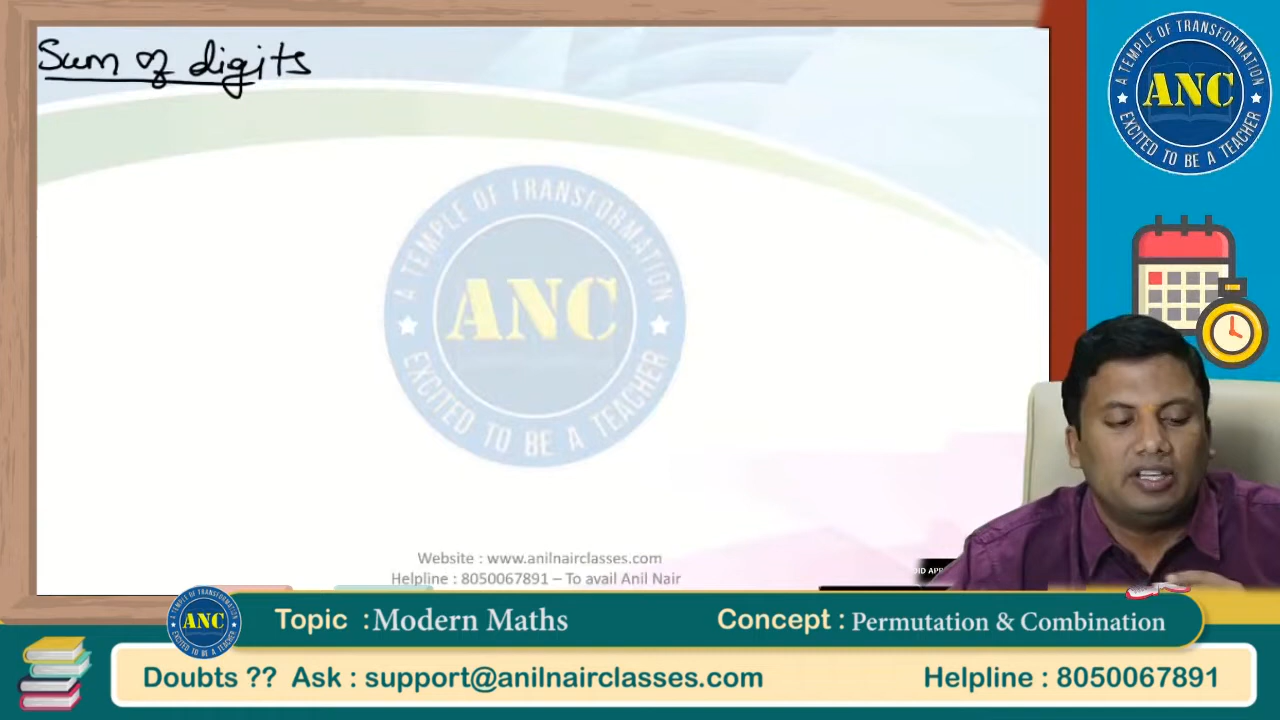 Sum of digits
A TEMPLE OF TRANSFORMATION
ANC
EXCITED TO BE A TEACHER
A TEMPLE OF TRANSFORMATION
ANC
EXCITED TO BE A TEACHER
Website : www.anilnairclasses.com
Helpline : 8050067891 – To avail Anil Nair
ANC
Topic : Modern Maths
Concept : Permutation & Combination
Doubts ?? Ask : support@anilnairclasses.com
Helpline : 8050067891